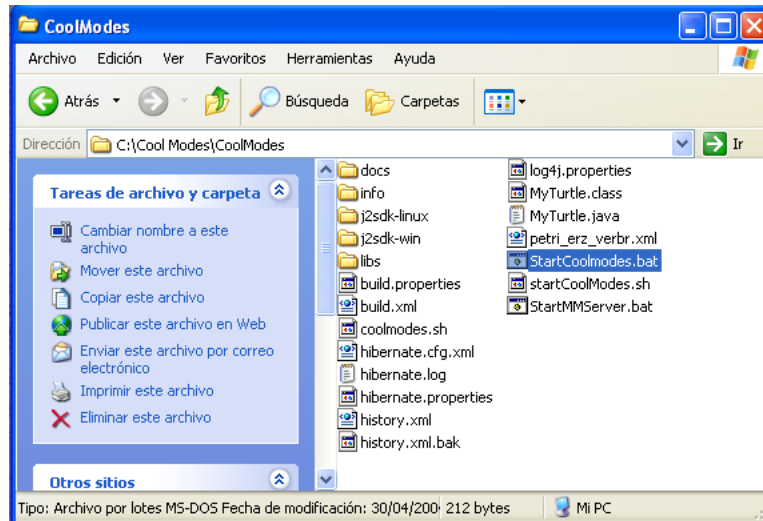 CoolModes
Archivo Edición Ver Favoritos Herramientas Ayuda
Atrás Búsqueda Carpetas
Dirección C:\Cool Modes\CoolModes Ir
Tareas de archivo y carpeta
Cambiar nombre a este
archivo
Mover este archivo
Copiar este archivo
Publicar este archivo en Web
Enviar este archivo por correo
electrónico
Imprimir este archivo
Eliminar este archivo
Otros sitios
docs
info
j2sdk-linux
j2sdk-win
libs
build.properties
build.xml
coolmodes.sh
hibernate.cfg.xml
hibernate.log
hibernate.properties
history.xml
history.xml.bak
log4j.properties
MyTurtle.class
MyTurtle.java
petri_erz_verbr.xml
StartCoolmodes.bat
startCoolModes.sh
StartMMServer.bat
Tipo: Archivo por lotes MS-DOS Fecha de modificación: 30/04/200 212 bytes Mi PC